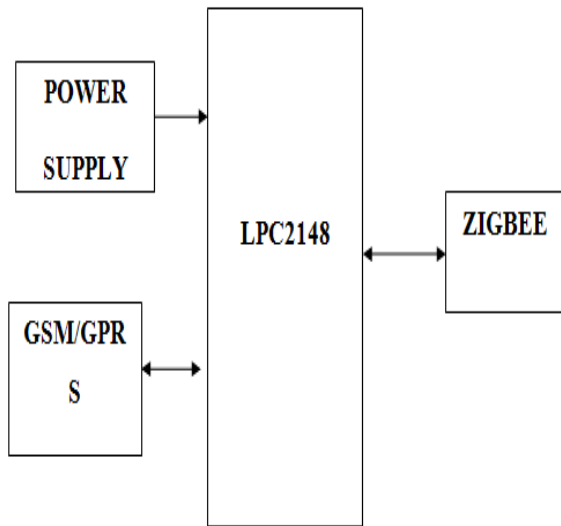 POWER
SUPPLY
LPC2148
ZIGBEE
GSM/GPR
S